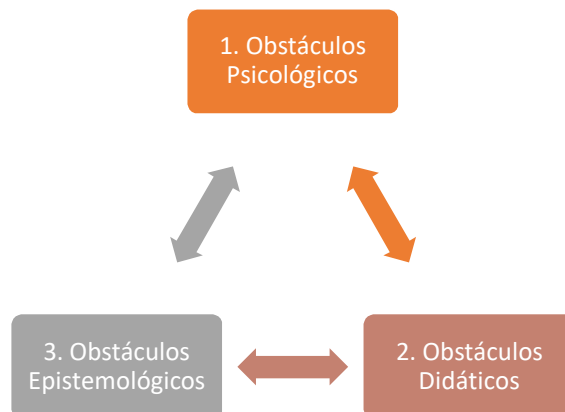 1. Obstáculos
Psicológicos
3. Obstáculos
Epistemológicos
2. Obstáculos
Didáticos